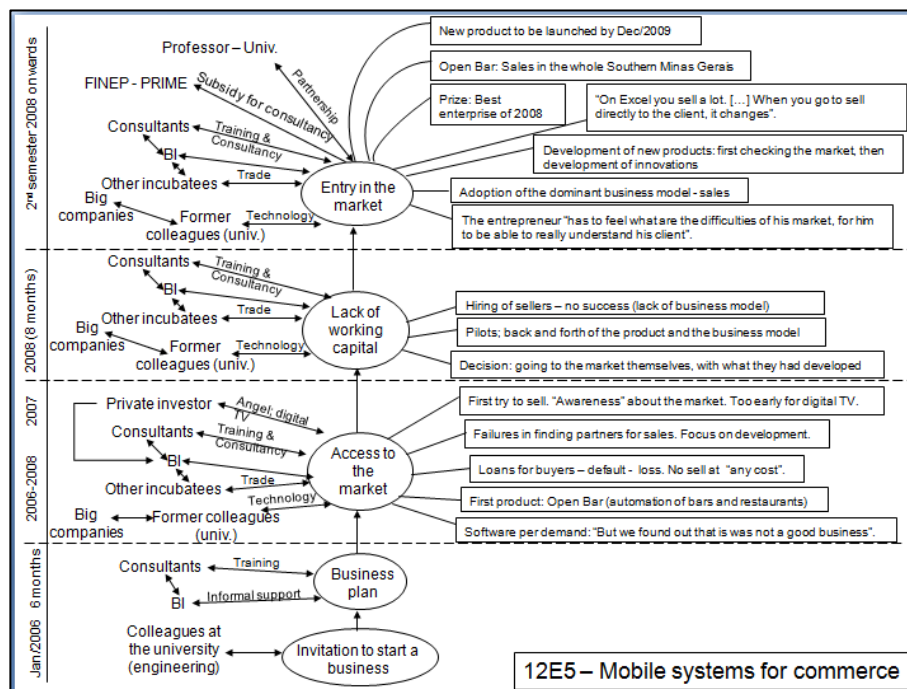 2nd semester 2008 onwards
Professor – Univ.
Partnership
FINEP - PRIME
Subsidy for consultancy
Consultants
Training &
Consultancy
BI
Other incubatees
Trade
Big
companies
Former
colleagues (univ.)
Technology
Entry in the
market
New product to be launched by Dec/2009
Open Bar: Sales in the whole Southern Minas Gerais
Prize: Best
enterprise of 2008
“On Excel you sell a lot. […] When you go to sell
directly to the client, it changes”.
Development of new products: first checking the market, then
development of innovations
Adoption of the dominant business model - sales
The entrepreneur “has to feel what are the difficulties of his market, for him
to be able to really understand his client”.
2008 (8 months)
Consultants
Training &
Consultancy
BI
Other incubatees
Trade
Big
companies
Former
colleagues (univ.)
Technology
Lack of
working
capital
Hiring of sellers – no success (lack of business model)
Pilots; back and forth of the product and the business model
Decision: going to the market themselves, with what they had developed
2006-2008 2007
Private investor
Angel; digital
TV
Consultants
Training &
Consultancy
BI
Other incubatees
Trade
Technology
Big
companies
Former colleagues
(univ.)
Access to
the
market
First try to sell. “Awareness” about the market. Too early for digital TV.
Failures in finding partners for sales. Focus on development.
Loans for buyers – default - loss. No sell at “any cost”.
First product: Open Bar (automation of bars and restaurants)
Software per demand: “But we found out that is was not a good business”.
6 months
Consultants
Training
BI
Informal support
Business
plan
Jan/2006
Colleagues at
the university
(engineering)
Invitation to start a
business
12E5 – Mobile systems for commerce